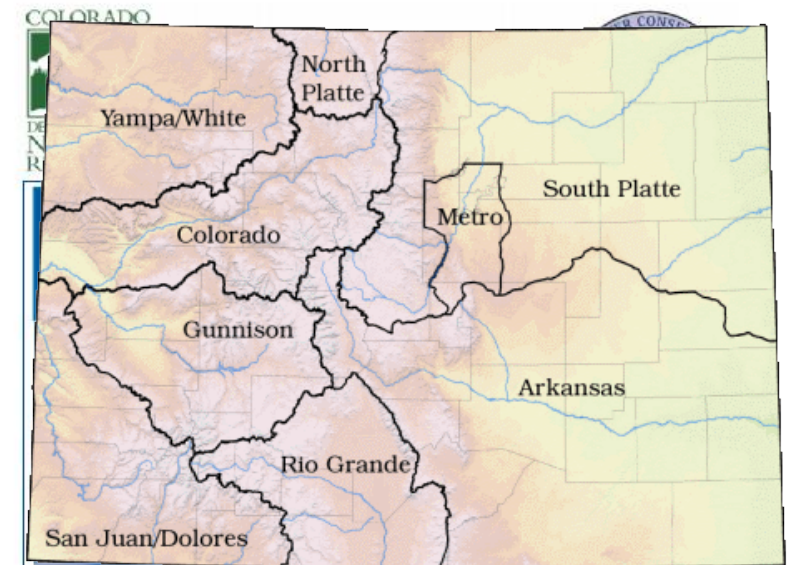 COLORADO
North
Platte
Yampa/White
South Platte
Metro
Colorado
Gunnison
Arkansas
Rio Grande
San Juan/Dolores